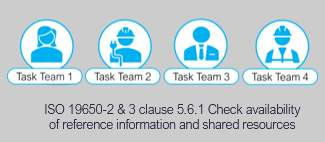 Task Team 1 Task Team 2 Task Team 3 Task Team 4
ISO 19650-2 & 3 clause 5.6.1 Check availability
of reference information and shared resources